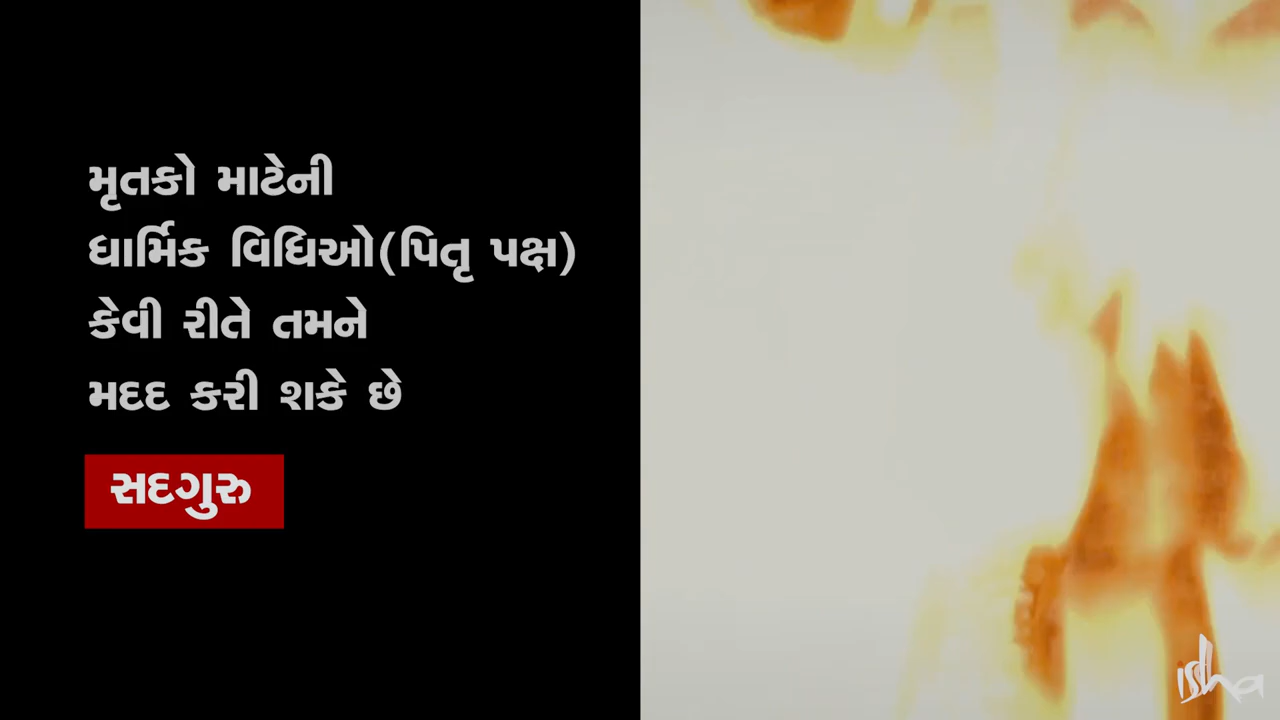 મૃતકો માટેની
ધાર્મિક વિધિઓ(પિતૃ પક્ષ)
કેવી રીતે તમને
મદદ કરી શકે છે
સદગુરુ
isha